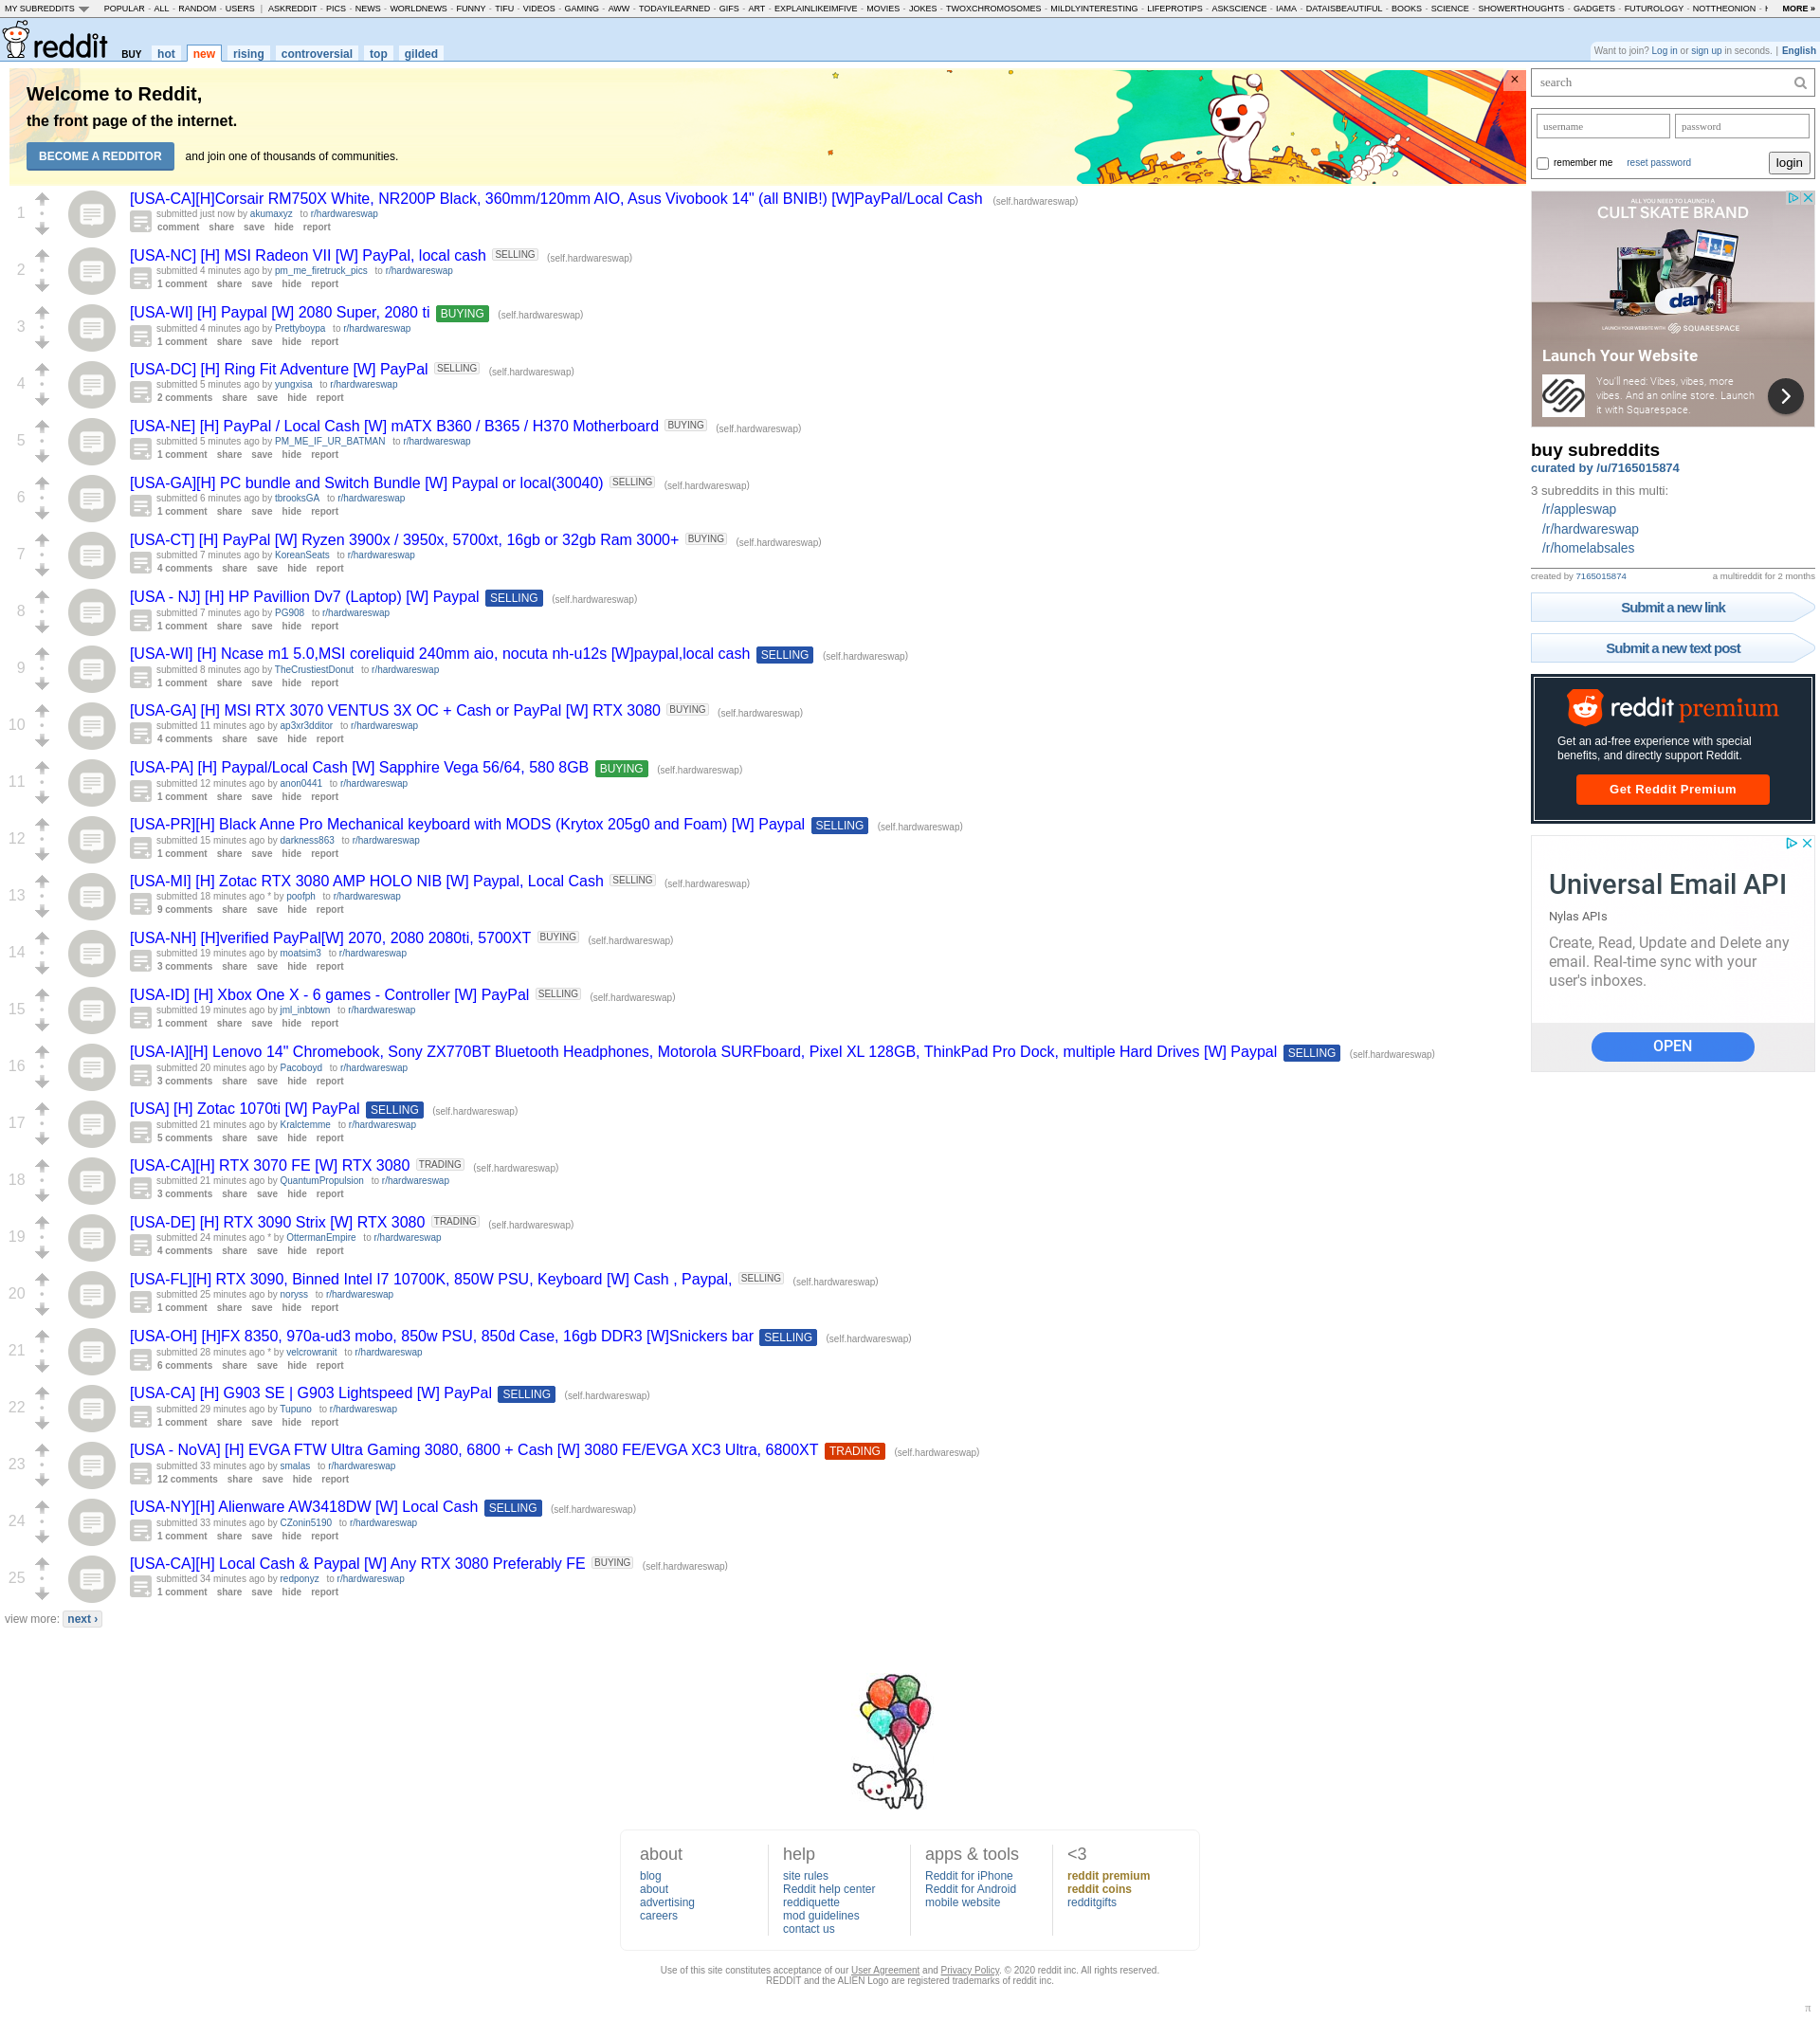 MY SUBREDDITS POPULAR - ALL - RANDOM - USERS | ASKREDDIT - PICS - NEWS - WORLDNEWS - FUNNY - TIFU - VIDEOS - GAMING - AWW - TODAYILEARNED - GIFS - ART - EXPLAINLIKEIMFIVE - MOVIES - JOKES - TWOXCHROMOSOMES - MILDLYINTERESTING - LIFEPROTIPS - ASKSCIENCE - IAMA - DATAISBEAUTIFUL - BOOKS - SCIENCE - SHOWERTHOUGHTS - GADGETS - FUTUROLOGY - NOTTHEONION - MORE »
reddit BUY hot new rising controversial top gilded
Want to join? Log in or sign up in seconds. | English
Welcome to Reddit,
the front page of the internet.
BECOME A REDDITOR and join one of thousands of communities.
×
1
[USA-CA][H]Corsair RM750X White, NR200P Black, 360mm/120mm AIO, Asus Vivobook 14" (all BNIB!) [W]PayPal/Local Cash (self.hardwareswap)
submitted just now by akumaxyz to r/hardwareswap
comment share save hide report
2
[USA-NC] [H] MSI Radeon VII [W] PayPal, local cash SELLING (self.hardwareswap)
submitted 4 minutes ago by pm_me_firetruck_pics to r/hardwareswap
1 comment share save hide report
3
[USA-WI] [H] Paypal [W] 2080 Super, 2080 ti BUYING (self.hardwareswap)
submitted 4 minutes ago by Prettyboypa to r/hardwareswap
1 comment share save hide report
4
[USA-DC] [H] Ring Fit Adventure [W] PayPal SELLING (self.hardwareswap)
submitted 5 minutes ago by yungxisa to r/hardwareswap
2 comments share save hide report
5
[USA-NE] [H] PayPal / Local Cash [W] mATX B360 / B365 / H370 Motherboard BUYING (self.hardwareswap)
submitted 5 minutes ago by PM_ME_IF_UR_BATMAN to r/hardwareswap
1 comment share save hide report
6
[USA-GA][H] PC bundle and Switch Bundle [W] Paypal or local(30040) SELLING (self.hardwareswap)
submitted 6 minutes ago by tbrooksGA to r/hardwareswap
1 comment share save hide report
7
[USA-CT] [H] PayPal [W] Ryzen 3900x / 3950x, 5700xt, 16gb or 32gb Ram 3000+ BUYING (self.hardwareswap)
submitted 7 minutes ago by KoreanSeats to r/hardwareswap
4 comments share save hide report
8
[USA - NJ] [H] HP Pavillion Dv7 (Laptop) [W] Paypal SELLING (self.hardwareswap)
submitted 7 minutes ago by PG908 to r/hardwareswap
1 comment share save hide report
9
[USA-WI] [H] Ncase m1 5.0,MSI coreliquid 240mm aio, nocuta nh-u12s [W]paypal,local cash SELLING (self.hardwareswap)
submitted 8 minutes ago by TheCrustiestDonut to r/hardwareswap
1 comment share save hide report
10
[USA-GA] [H] MSI RTX 3070 VENTUS 3X OC + Cash or PayPal [W] RTX 3080 BUYING (self.hardwareswap)
submitted 11 minutes ago by ap3xr3dditor to r/hardwareswap
4 comments share save hide report
11
[USA-PA] [H] Paypal/Local Cash [W] Sapphire Vega 56/64, 580 8GB BUYING (self.hardwareswap)
submitted 12 minutes ago by anon0441 to r/hardwareswap
1 comment share save hide report
12
[USA-PR][H] Black Anne Pro Mechanical keyboard with MODS (Krytox 205g0 and Foam) [W] Paypal SELLING (self.hardwareswap)
submitted 15 minutes ago by darkness863 to r/hardwareswap
1 comment share save hide report
13
[USA-MI] [H] Zotac RTX 3080 AMP HOLO NIB [W] Paypal, Local Cash SELLING (self.hardwareswap)
submitted 18 minutes ago * by poofph to r/hardwareswap
9 comments share save hide report
14
[USA-NH] [H]verified PayPal[W] 2070, 2080 2080ti, 5700XT BUYING (self.hardwareswap)
submitted 19 minutes ago by moatsim3 to r/hardwareswap
3 comments share save hide report
15
[USA-ID] [H] Xbox One X - 6 games - Controller [W] PayPal SELLING (self.hardwareswap)
submitted 19 minutes ago by jml_inbtown to r/hardwareswap
1 comment share save hide report
16
[USA-IA][H] Lenovo 14" Chromebook, Sony ZX770BT Bluetooth Headphones, Motorola SURFboard, Pixel XL 128GB, ThinkPad Pro Dock, multiple Hard Drives [W] Paypal SELLING (self.hardwareswap)
submitted 20 minutes ago by Pacoboyd to r/hardwareswap
3 comments share save hide report
17
[USA] [H] Zotac 1070ti [W] PayPal SELLING (self.hardwareswap)
submitted 21 minutes ago by Kralctemme to r/hardwareswap
5 comments share save hide report
18
[USA-CA][H] RTX 3070 FE [W] RTX 3080 TRADING (self.hardwareswap)
submitted 21 minutes ago by QuantumPropulsion to r/hardwareswap
3 comments share save hide report
19
[USA-DE] [H] RTX 3090 Strix [W] RTX 3080 TRADING (self.hardwareswap)
submitted 24 minutes ago * by OttermanEmpire to r/hardwareswap
4 comments share save hide report
20
[USA-FL][H] RTX 3090, Binned Intel I7 10700K, 850W PSU, Keyboard [W] Cash , Paypal, SELLING (self.hardwareswap)
submitted 25 minutes ago by noryss to r/hardwareswap
1 comment share save hide report
21
[USA-OH] [H]FX 8350, 970a-ud3 mobo, 850w PSU, 850d Case, 16gb DDR3 [W]Snickers bar SELLING (self.hardwareswap)
submitted 28 minutes ago * by velcrowranit to r/hardwareswap
6 comments share save hide report
22
[USA-CA] [H] G903 SE | G903 Lightspeed [W] PayPal SELLING (self.hardwareswap)
submitted 29 minutes ago by Tupuno to r/hardwareswap
1 comment share save hide report
23
[USA - NoVA] [H] EVGA FTW Ultra Gaming 3080, 6800 + Cash [W] 3080 FE/EVGA XC3 Ultra, 6800XT TRADING (self.hardwareswap)
submitted 33 minutes ago by smalas to r/hardwareswap
12 comments share save hide report
24
[USA-NY][H] Alienware AW3418DW [W] Local Cash SELLING (self.hardwareswap)
submitted 33 minutes ago by CZonin5190 to r/hardwareswap
1 comment share save hide report
25
[USA-CA][H] Local Cash & Paypal [W] Any RTX 3080 Preferably FE BUYING (self.hardwareswap)
submitted 34 minutes ago by redponyz to r/hardwareswap
1 comment share save hide report
view more: next ›
search
username password
remember me reset password login
ALL YOU NEED TO LAUNCH A
CULT SKATE BRAND
dan
LAUNCH YOUR WEBSITE WITH SQUARESPACE
Launch Your Website
You'll need: Vibes, vibes, more
vibes. And an online store. Launch
it with Squarespace.
buy subreddits
curated by /u/7165015874
3 subreddits in this multi:
/r/appleswap
/r/hardwareswap
/r/homelabsales
created by 7165015874 a multireddit for 2 months
Submit a new link
Submit a new text post
reddit premium
Get an ad-free experience with special
benefits, and directly support Reddit.
Get Reddit Premium
Universal Email API
Nylas APIs
Create, Read, Update and Delete any
email. Real-time sync with your
user's inboxes.
OPEN
about
blog
about
advertising
careers
help
site rules
Reddit help center
reddiquette
mod guidelines
contact us
apps & tools
Reddit for iPhone
Reddit for Android
mobile website
<3
reddit premium
reddit coins
redditgifts
Use of this site constitutes acceptance of our User Agreement and Privacy Policy. © 2020 reddit inc. All rights reserved.
REDDIT and the ALIEN Logo are registered trademarks of reddit inc.
π